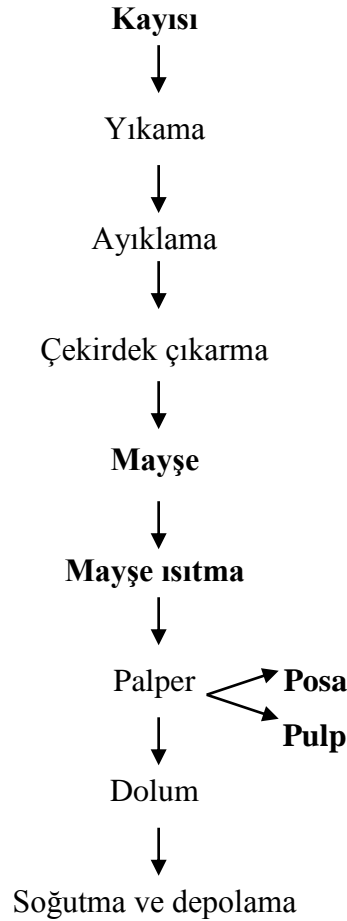 Kayısı
Yıkama
Ayıklama
Çekirdek çıkarma
Mayşe
Mayşe ısıtma
Palper
Posa
Pulp
Dolum
Soğutma ve depolama